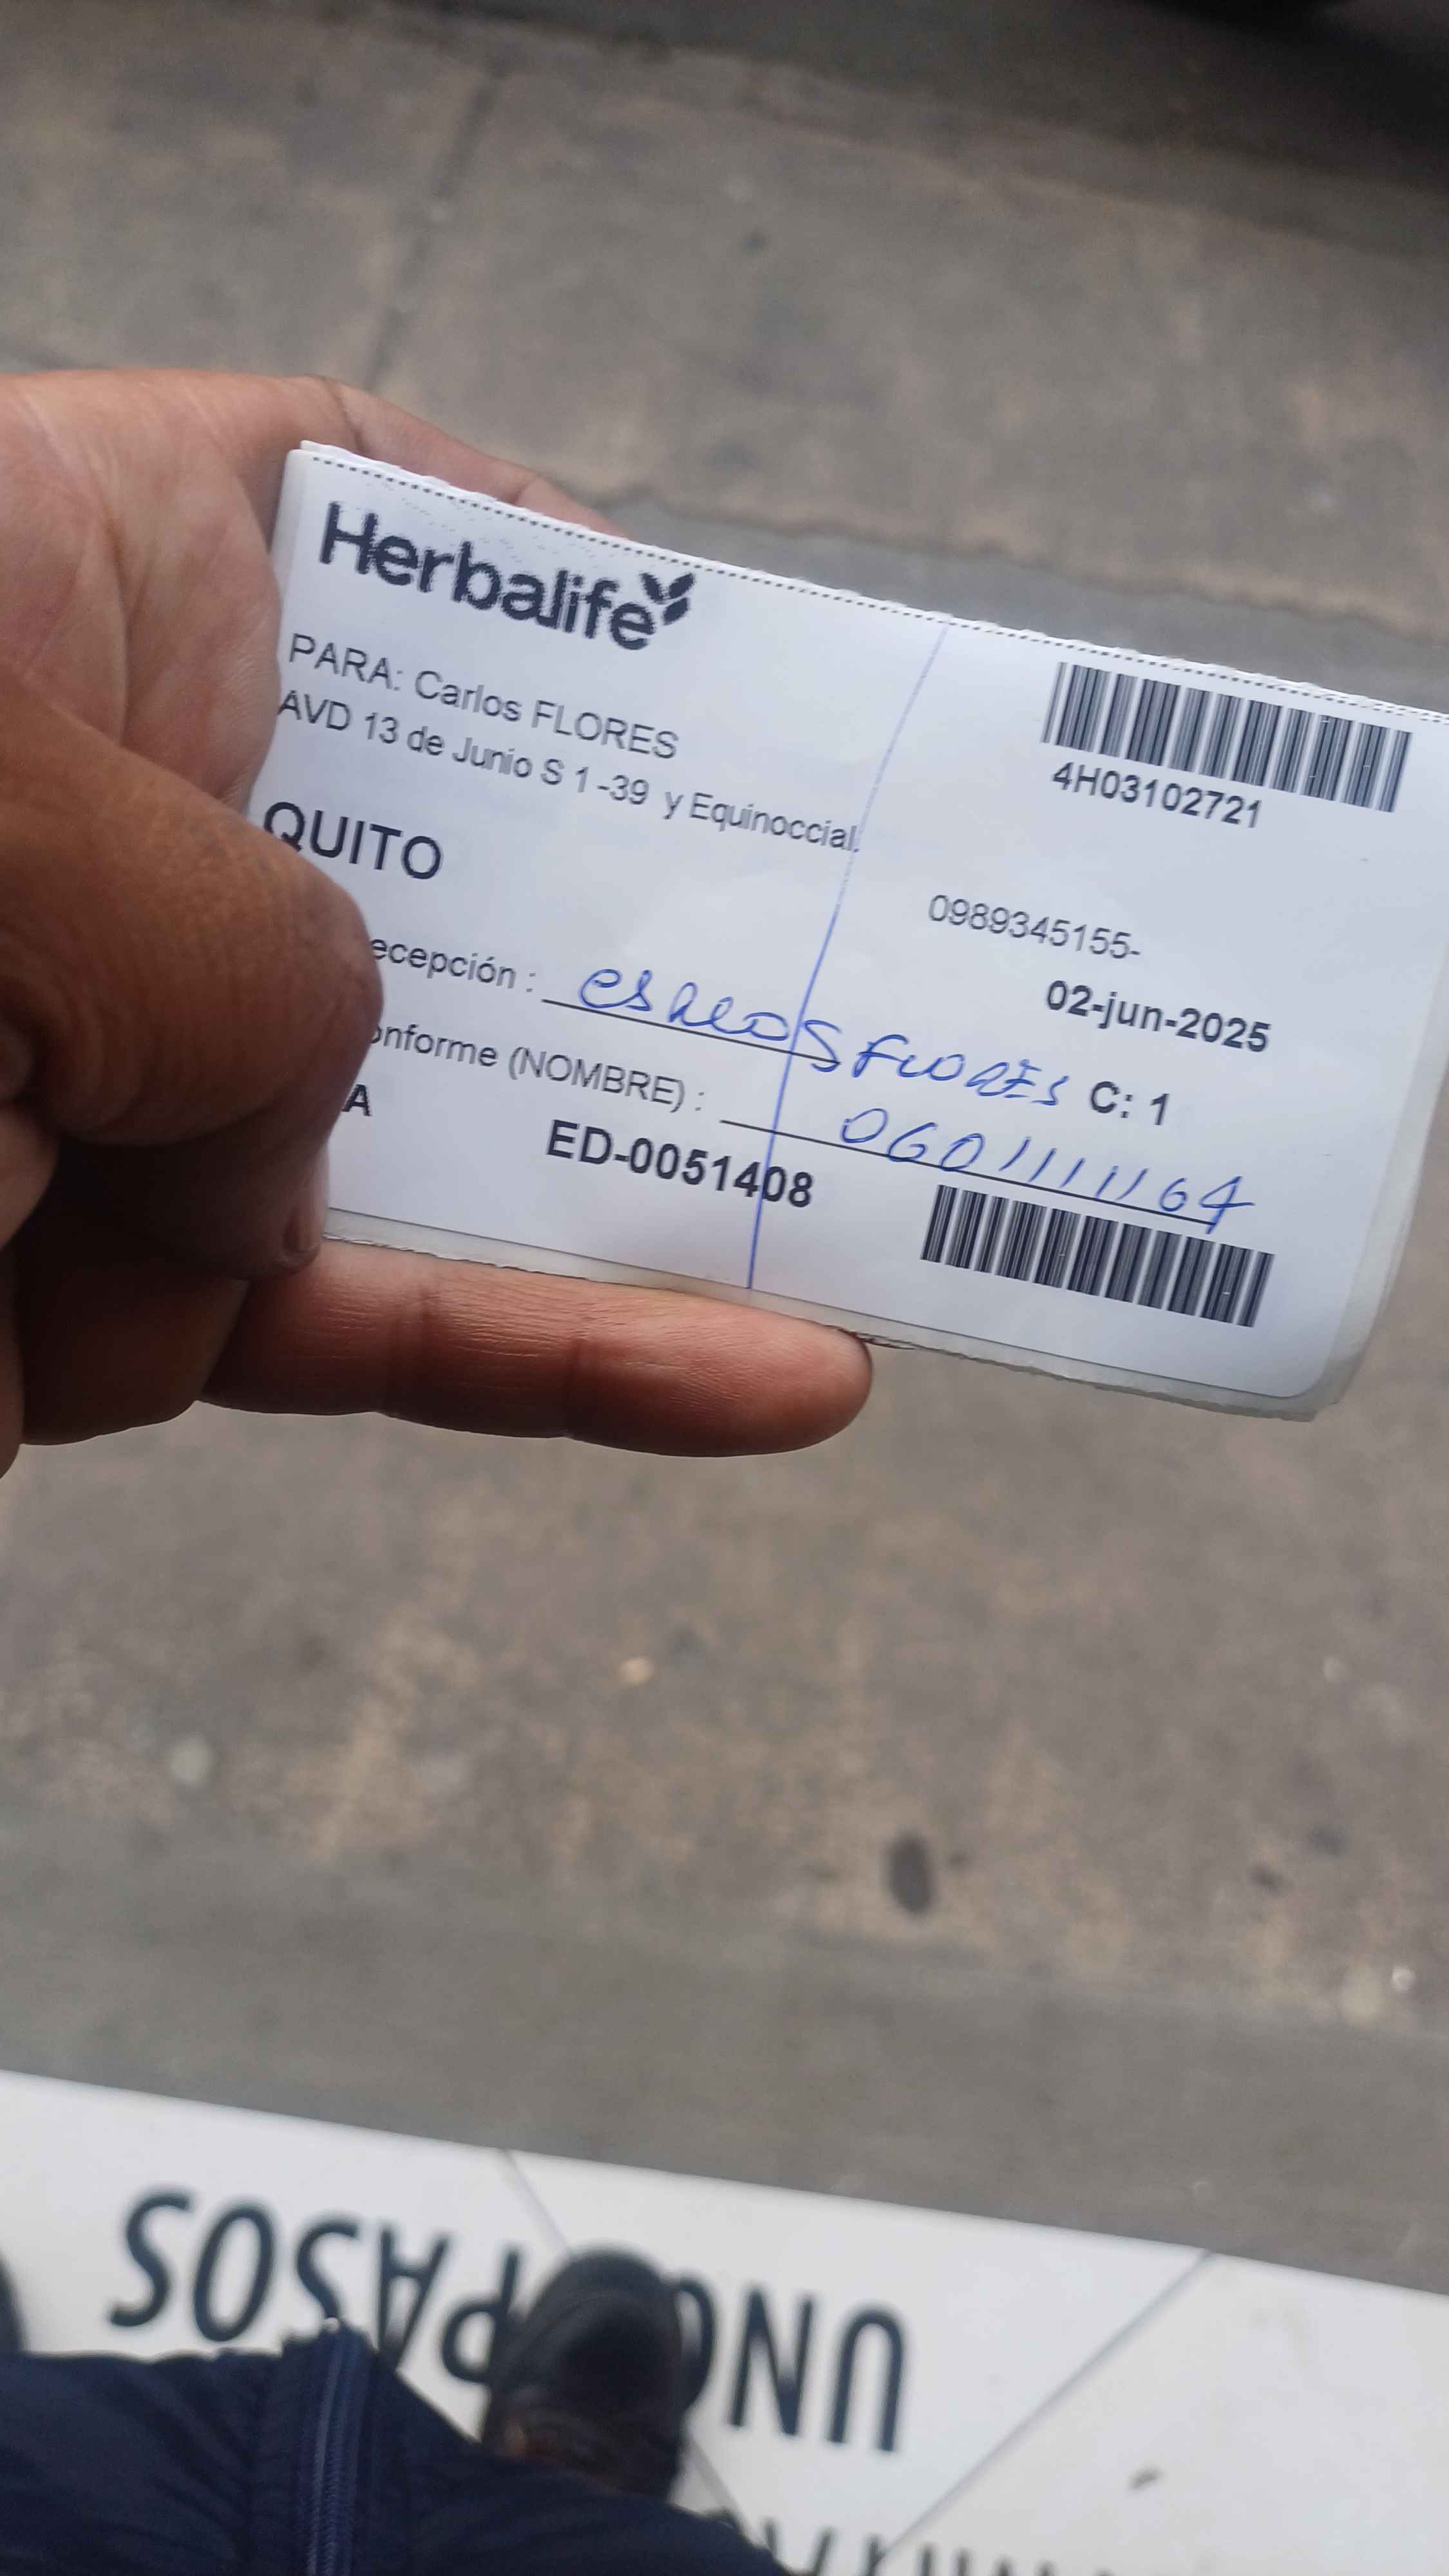 Herbalife
PARA: Carlos FLORES
AVD 13 de Junio S 1 -39 y Equinoccial.
QUITO
4H03102721
0989345155-
02-jun-2025
ecepción : CARLOS FLORES C: 1
onforme (NOMBRE) :
A ED-0051408
UNO PASOS